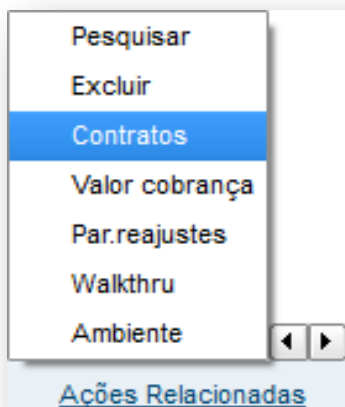 Pesquisar
Excluir
Contratos
Valor cobrança
Par.reajustes
Walkthru
Ambiente
Ações Relacionadas